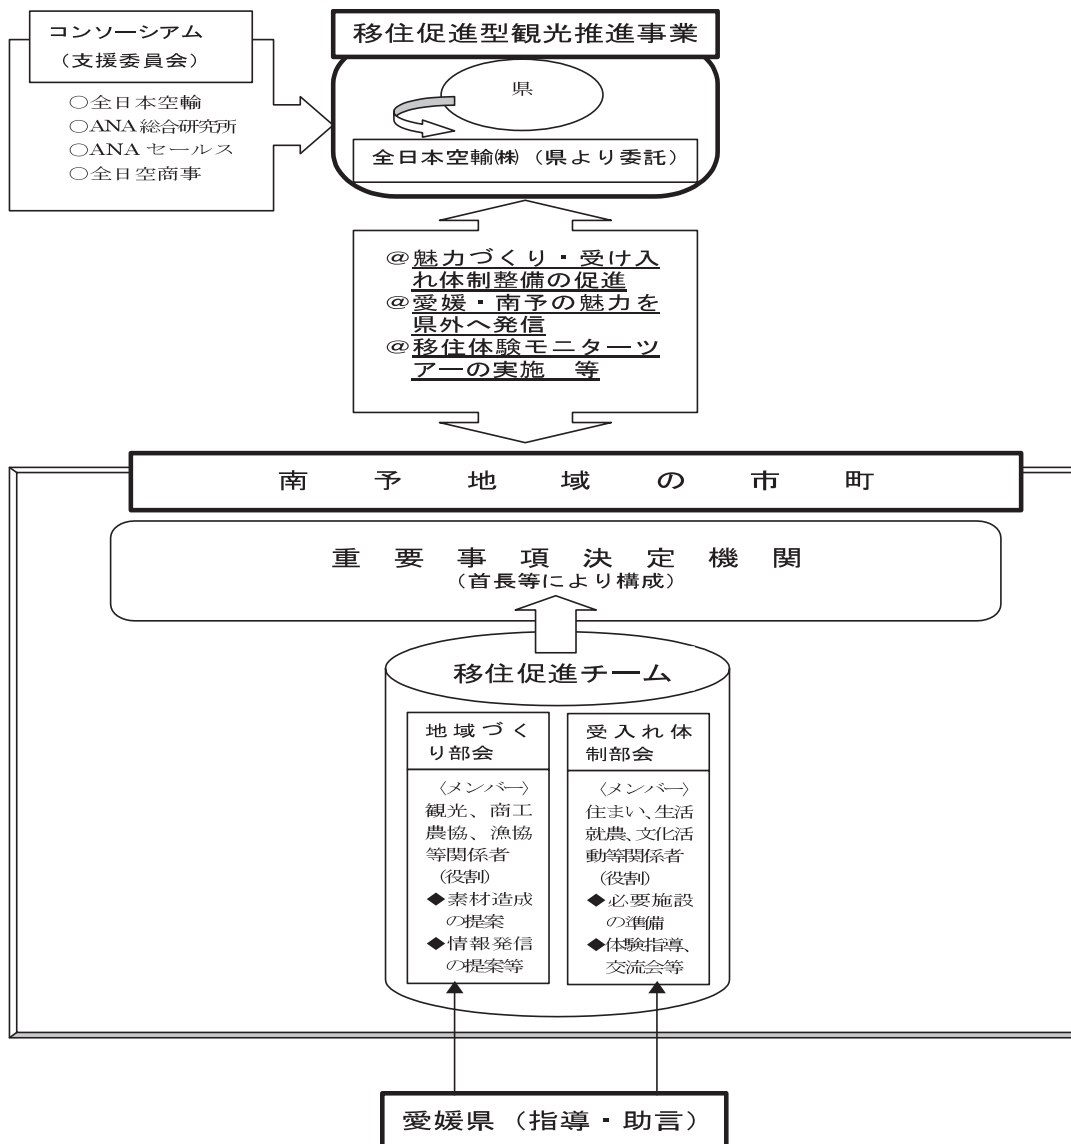 コンソーシアム
（支援委員会）
○全日本空輸
○ANA 総合研究所
○ANA セールス
○全日空商事
移住促進型観光推進事業
県
全日本空輸㈱（県より委託）
＠魅力づくり・受け入
れ体制整備の促進
＠愛媛・南予の魅力を
県外へ発信
＠移住体験モニターツ
アーの実施　等
南予地域の市町
重要事項決定機関
（首長等により構成）
移住促進チーム
地域づく
り部会
〈メンバー〉
観光、商工
農協、漁協
等関係者
（役割）
◆素材造成
の提案
◆情報発信
の提案等
受入れ体
制部会
〈メンバー〉
住まい、生活
就農、文化活
動等関係者
（役割）
◆必要施設
の準備
◆体験指導、
交流会等
愛媛県（指導・助言）